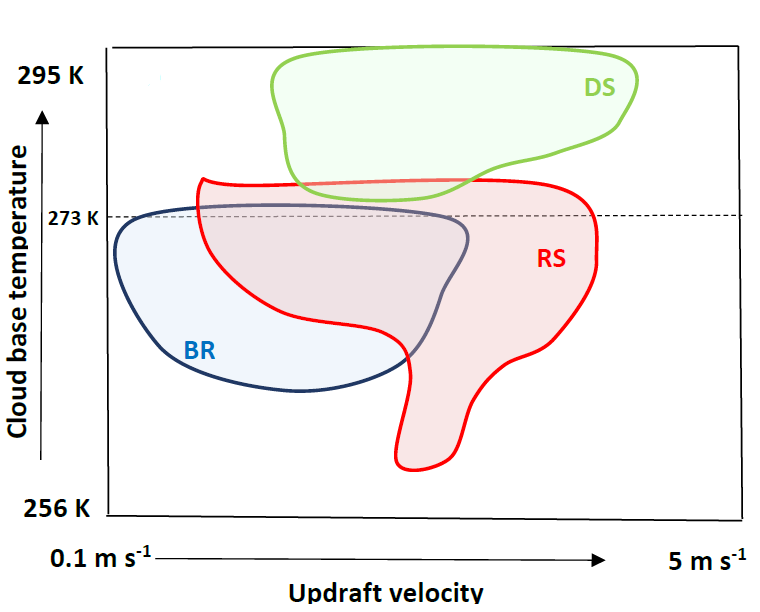 295 K
DS
Cloud base temperature
273 K
RS
BR
256 K
0.1 m s⁻¹
5 m s⁻¹
Updraft velocity